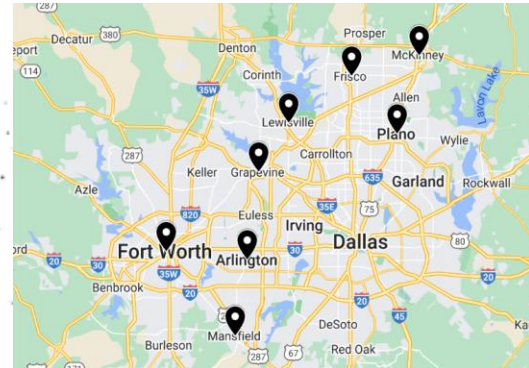 287
Decatur
380
Denton
Prosper
McKinney
eport
114
Corinth
35W
Frisco
Allen
Lavon Lake
Lewisville
Plano
Wylie
287
Keller
Grapevine
Carrollton
Azle
635
Garland
Rockwall
820
Euless
35E
75
Irving
Fort Worth
Arlington
Dallas
80
ord
20
30
30
35W
20
Benbrook
20
20
Mansfield
DeSoto
45
Ka
Burleson
287
67
Red Oak